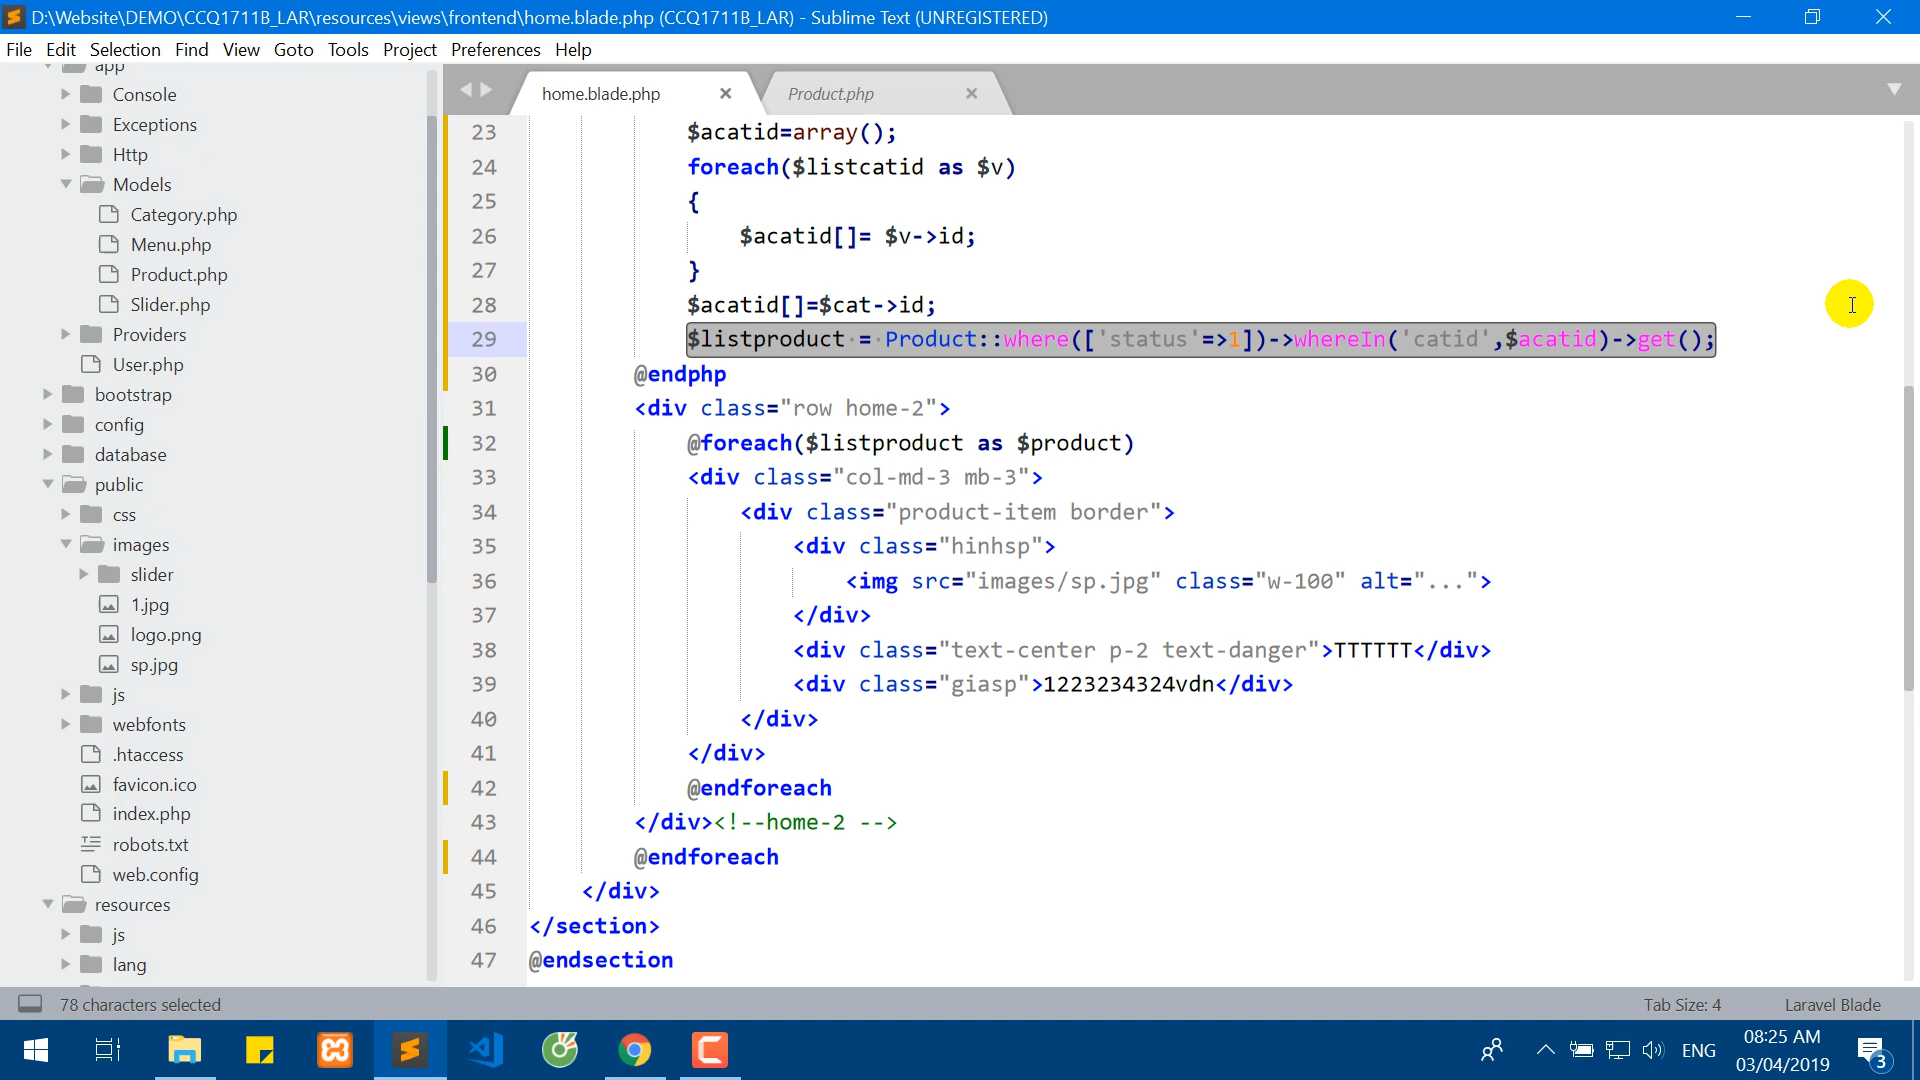 D:\Website\DEMO\CCQ1711B_LAR\resources\views\frontend\home.blade.php (CCQ1711B_LAR) - Sublime Text (UNREGISTERED)
File Edit Selection Find View Goto Tools Project Preferences Help
app
Console
Exceptions
Http
Models
Category.php
Menu.php
Product.php
Slider.php
Providers
User.php
bootstrap
config
database
public
css
images
slider
1.jpg
logo.png
sp.jpg
js
webfonts
.htaccess
favicon.ico
index.php
robots.txt
web.config
resources
js
lang
home.blade.php
Product.php
23 $acatid=array();
24 foreach($listcatid as $v)
25 {
26 $acatid[]= $v->id;
27 }
28 $acatid[]=$cat->id;
29 $listproduct = Product::where(['status'=>1])->whereIn('catid',$acatid)->get();
30 @endphp
31 <div class="row home-2">
32 @foreach($listproduct as $product)
33 <div class="col-md-3 mb-3">
34 <div class="product-item border">
35 <div class="hinhsp">
36 <img src="images/sp.jpg" class="w-100" alt="...">
37 </div>
38 <div class="text-center p-2 text-danger">TTTTTT</div>
39 <div class="giasp">1223234324vdn</div>
40 </div>
41 </div>
42 @endforeach
43 </div><!--home-2 -->
44 @endforeach
45 </div>
46 </section>
47 @endsection
78 characters selected
Tab Size: 4
Laravel Blade
ENG
08:25 AM
03/04/2019
3